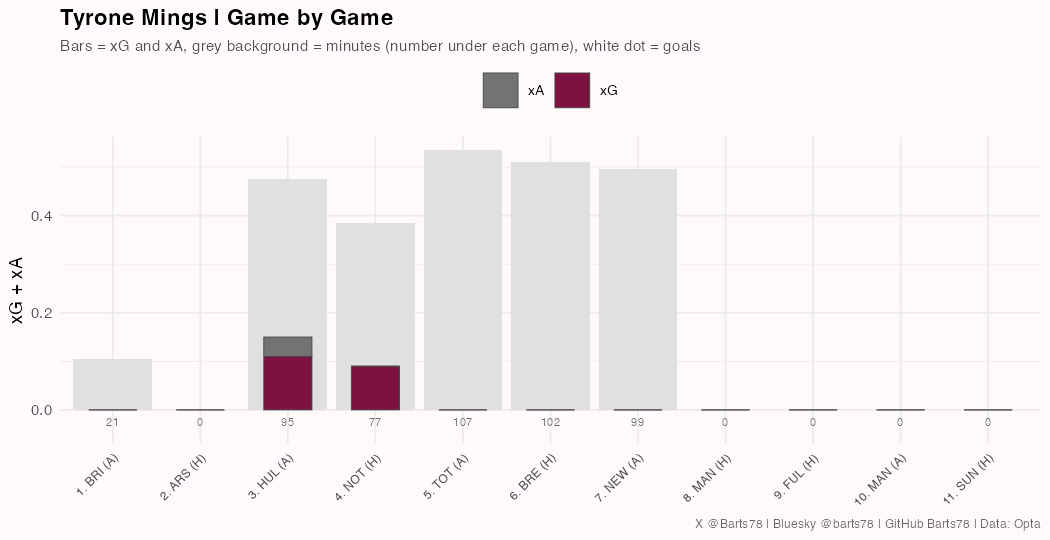 Tyrone Mings | Game by Game
Bars = xG and xA, grey background = minutes (number under each game), white dot = goals
xA xG
xG + xA
0.4
0.2
0.0
21 0 95 77 107 102 99 0 0 0 0
1. BRI (A) 2. ARS (H) 3. HUL (A) 4. NOT (H) 5. TOT (A) 6. BRE (H) 7. NEW (A) 8. MAN (H) 9. FUL (H) 10. MAN (A) 11. SUN (H)
X @Barts78 | Bluesky @barts78 | GitHub Barts78 | Data: Opta